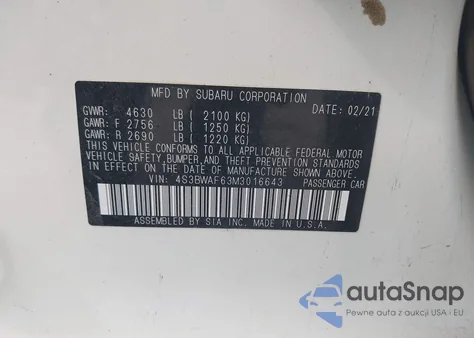 MFD BY SUBARU CORPORATION
DATE: 02/21
GVWR: 4630 LB ( 2100 KG)
GAWR: F 2756 LB ( 1250 KG)
GAWR: R 2690 LB ( 1220 KG)
THIS VEHICLE CONFORMS TO ALL APPLICABLE FEDERAL MOTOR
VEHICLE SAFETY, BUMPER, AND THEFT PREVENTION STANDARDS
IN EFFECT ON THE DATE OF MANUFACTURE SHOWN ABOVE.
VIN: 4S3BWAF63M3016643 PASSENGER CAR
ASSEMBLED BY SIA INC. MADE IN U.S.A.
autoSnap
Pewne auta z aukcji USA i EU